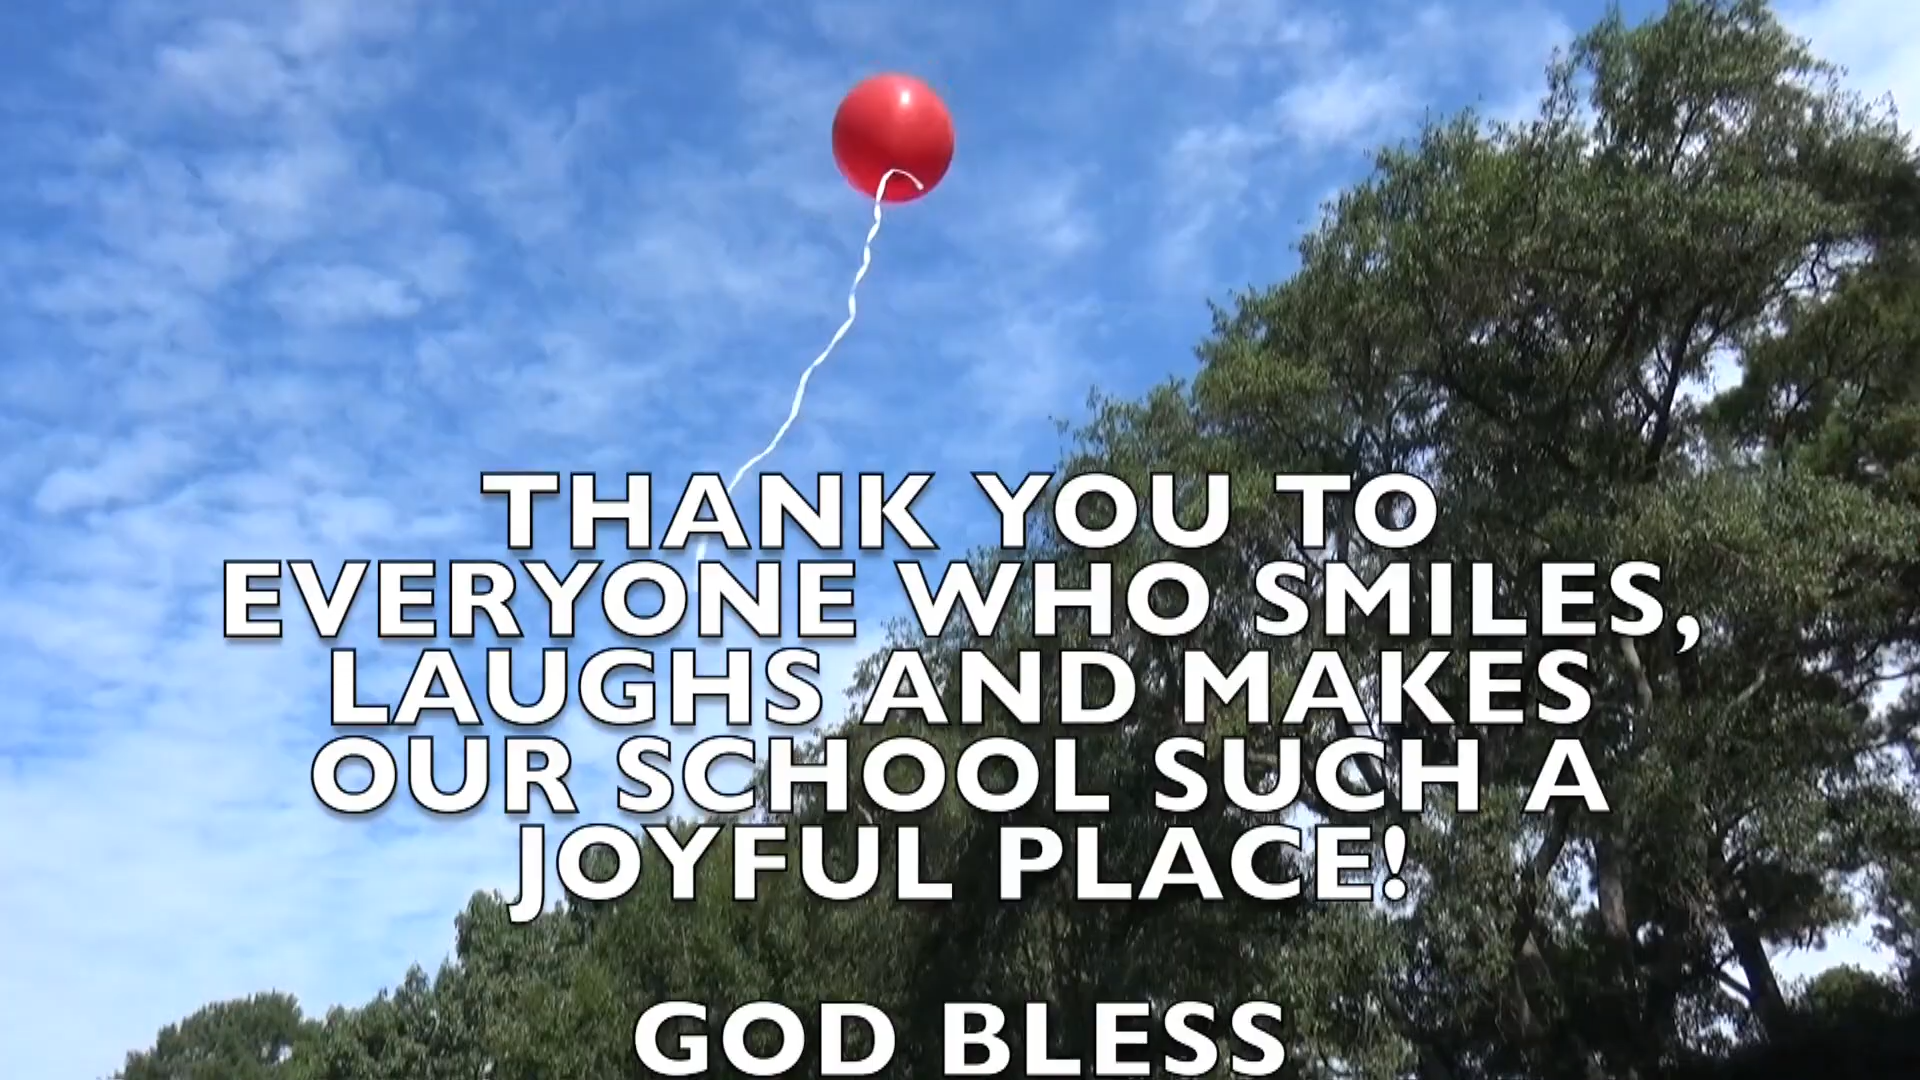 THANK YOU TO
EVERYONE WHO SMILES,
LAUGHS AND MAKES
OUR SCHOOL SUCH A
JOYFUL PLACE!
GOD BLESS